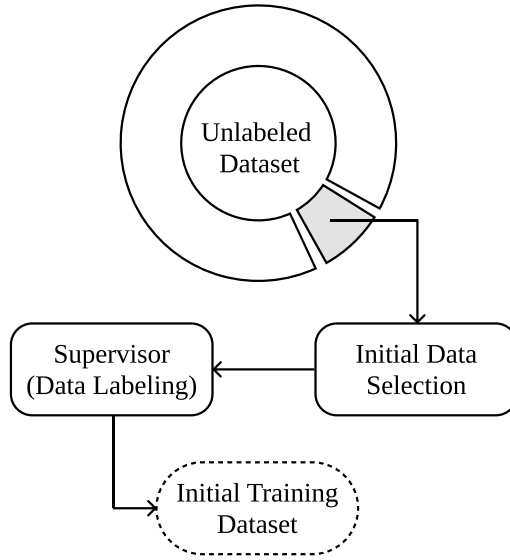 Unlabeled
Dataset
Supervisor
(Data Labeling)
Initial Data
Selection
Initial Training
Dataset